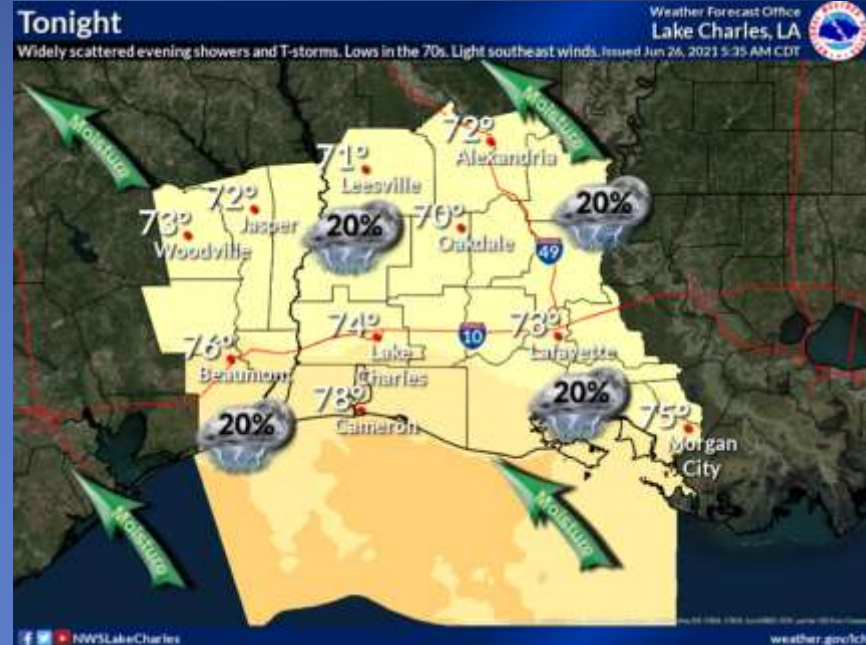 Tonight
Weather Forecast Office
Lake Charles, LA
Widely scattered evening showers and T-storms. Lows in the 70s. Light southeast winds.
Issued Jun 26, 2021 5:35 AM CDT
Moisture
Moisture
72°
Alexandria
71°
Leesville
72°
Jasper
20%
20%
70°
Oakdale
73°
Woodville
49
74°
Lake
Charles
10
73°
Lafayette
76°
Beaumont
78°
Cameron
20%
20%
75°
Morgan
City
Moisture
Moisture
NWSLakeCharles
weather.gov/lch